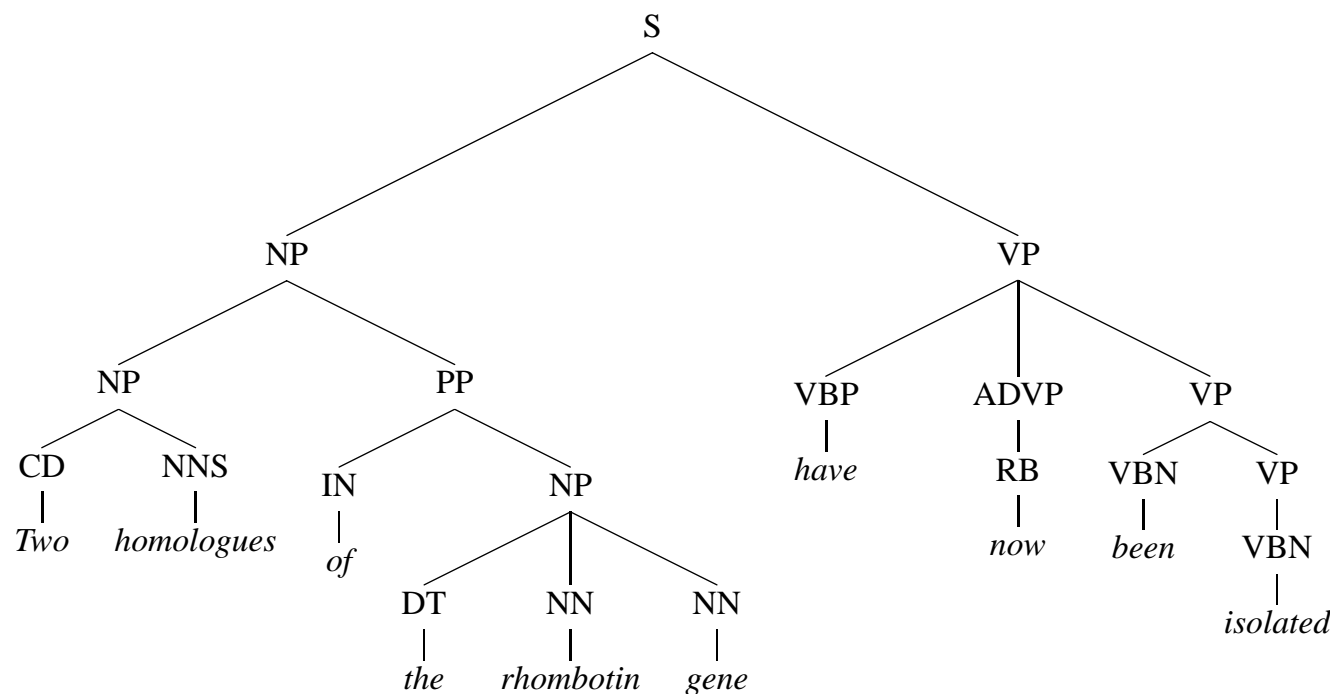 S
NP VP
NP PP VBP ADVP VP
CD NNS IN NP have RB VBN VP
Two homologues of now been VBN
DT NN NN isolated
the rhombotin gene